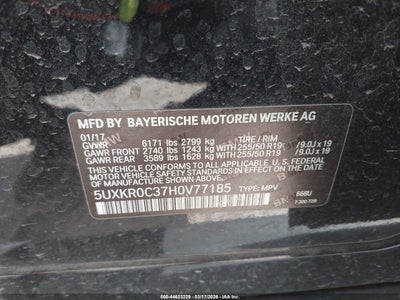 MFD BY BAYERISCHE MOTOREN WERKE AG
01/17
GVWR 6171 lbs 2799 kg TIRE / RIM
GAWR FRONT 2740 lbs 1243 kg WITH 255/50 R19 /9.0J x 19
GAWR REAR 3589 lbs 1628 kg WITH 255/50 R19 /9.0J x 19
THIS VEHICLE CONFORMS TO ALL APPLICABLE U. S. FEDERAL
MOTOR VEHICLE SAFETY STANDARDS IN EFFECT ON THE DATE OF
MANUFACTURE SHOWN ABOVE.
5UXKR0C37H0V77185 TYPE: MPV
000-44623229 - 03/17/2026 - IAA Inc.